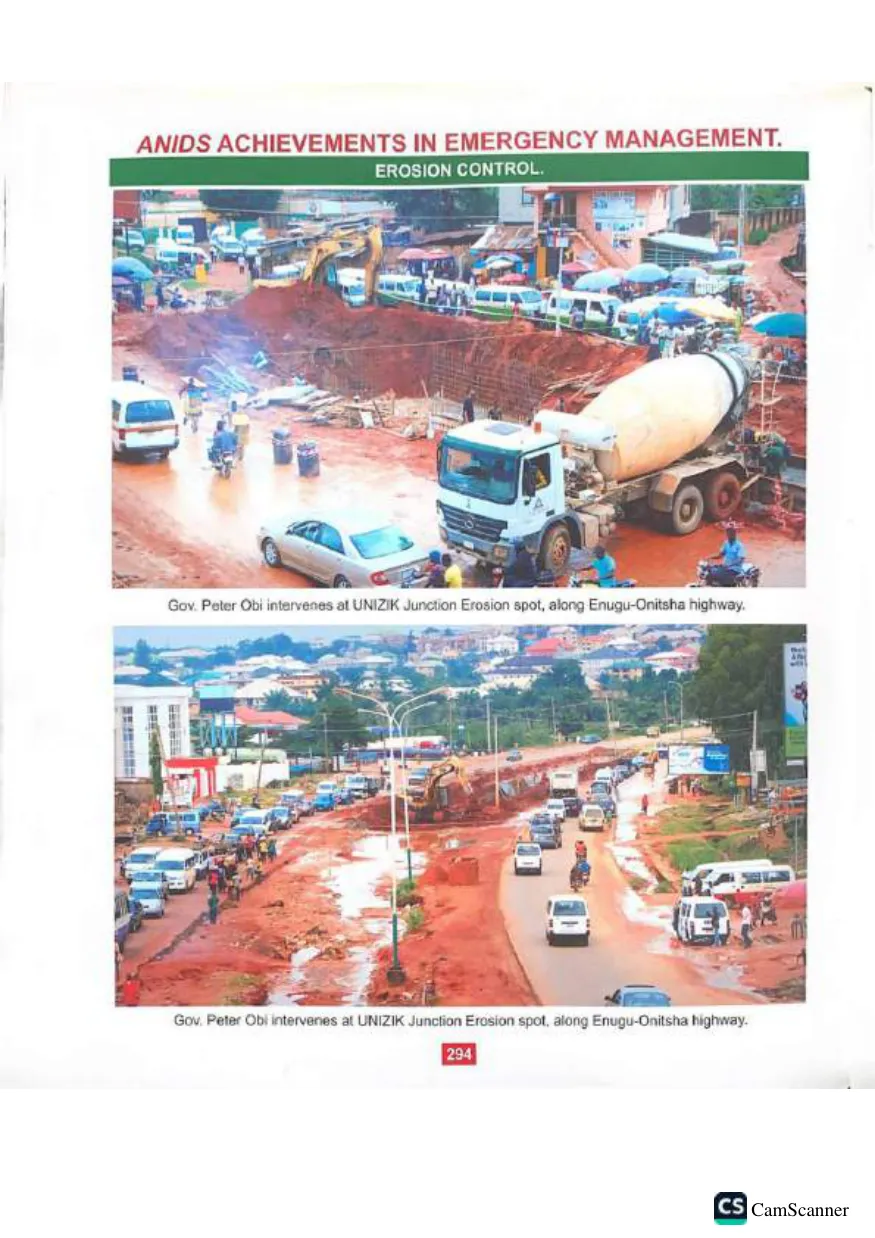 ANIDS ACHIEVEMENTS IN EMERGENCY MANAGEMENT.
EROSION CONTROL.
Gov. Peter Obi intervenes at UNIZIK Junction Erosion spot, along Enugu-Onitsha highway.
Gov. Peter Obi intervenes at UNIZIK Junction Erosion spot, along Enugu-Onitsha highway.
294
CS CamScanner